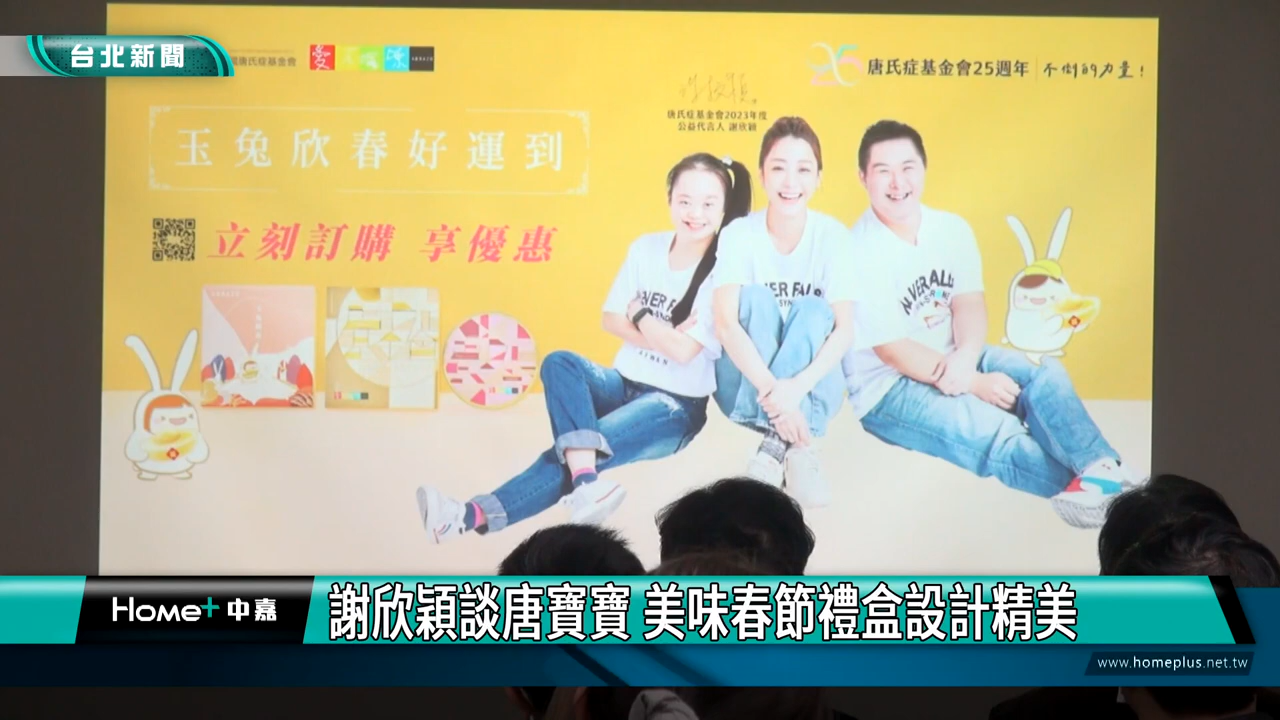 台北新聞
唐氏症基金會
愛
唐氏症基金會25週年 不倒的力量!
唐氏症基金會2023年度
公益代言人 謝欣穎
玉兔欣春好運到
立刻訂購 享優惠
NEVER FA
Home+中嘉 謝欣穎談唐寶寶 美味春節禮盒設計精美
www.homeplus.net.tw